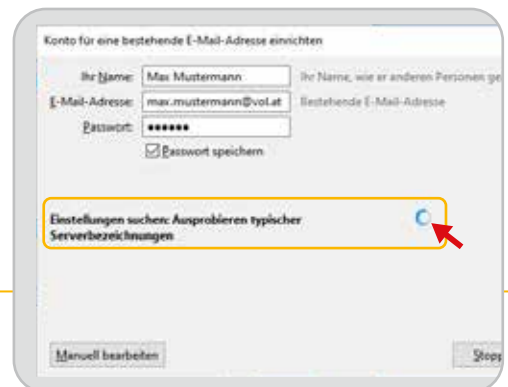 Konto für eine bestehende E-Mail-Adresse einrichten
Ihr Name: Max Mustermann Ihr Name, wie er anderen Personen ge
E-Mail-Adresse: max.mustermann@vol.at Bestehende E-Mail-Adresse
Passwort: ●●●●●●
Passwort speichern
Einstellungen suchen: Ausprobieren typischer
Serverbezeichnungen
Manuell bearbeiten Stopp